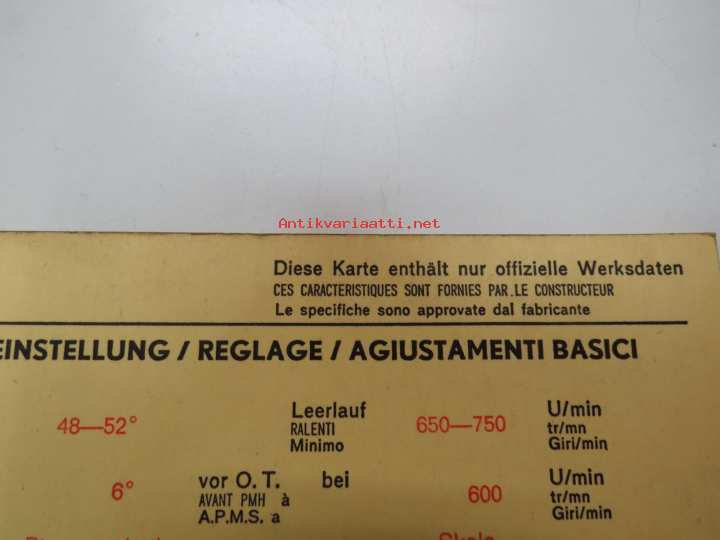 Antikvariaatti.net
Diese Karte enthält nur offizielle Werksdaten
CES CARACTERISTIQUES SONT FORNIES PAR.LE CONSTRUCTEUR
Le specifiche sono approvate dal fabricante
EINSTELLUNG / REGLAGE / AGIUSTAMENTI BASICI
48—52° Leerlauf 650—750 U/min
RALENTI tr/mn
Minimo Giri/min
6° vor O.T. bei 600 U/min
AVANT PMH à tr/mn
A.P.M.S. a Giri/min
Skala